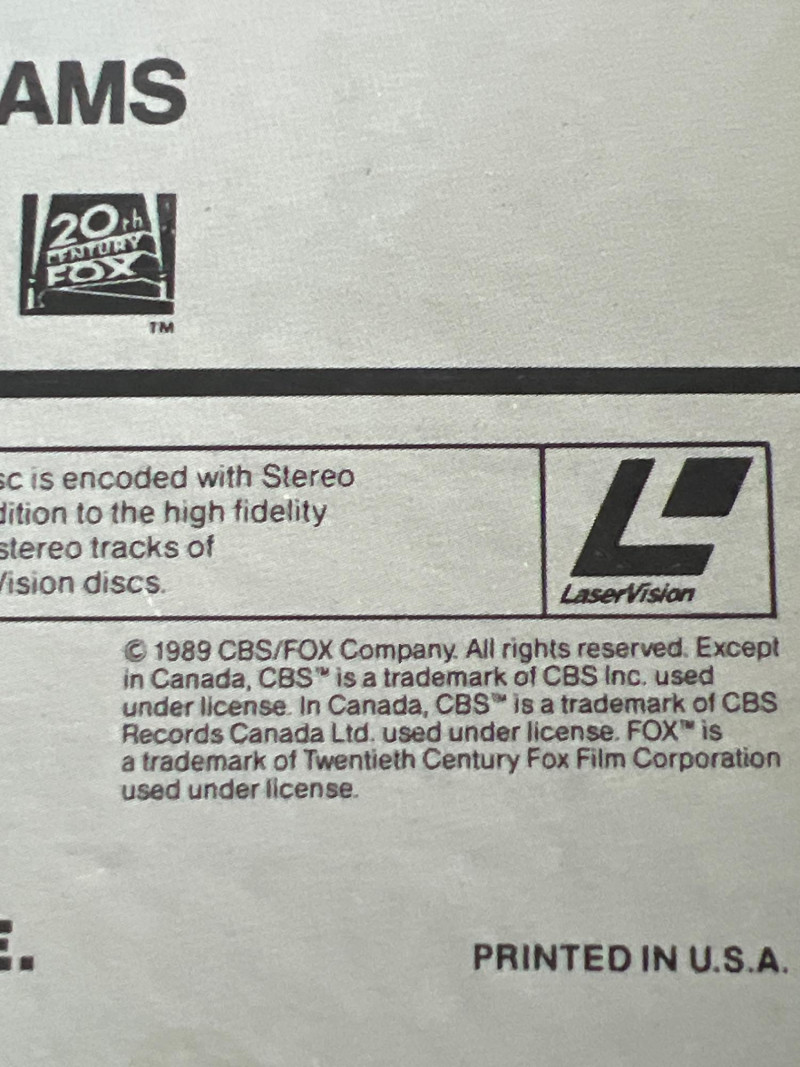 AMS
20th
CENTURY
FOX
TM
sc is encoded with Stereo
dition to the high fidelity
stereo tracks of
Vision discs.
LaserVision
© 1989 CBS/FOX Company. All rights reserved. Except
in Canada, CBS™ is a trademark of CBS Inc. used
under license. In Canada, CBS™ is a trademark of CBS
Records Canada Ltd. used under license. FOX™ is
a trademark of Twentieth Century Fox Film Corporation
used under license.
E.
PRINTED IN U.S.A.